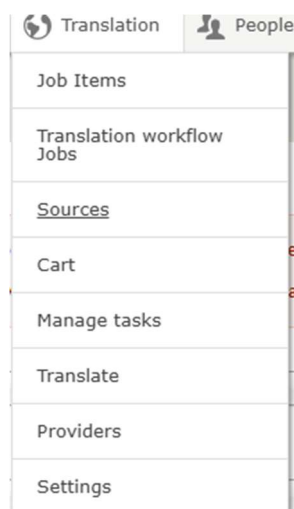 Translation People
Job Items
Translation workflow
Jobs
Sources
Cart
Manage tasks
Translate
Providers
Settings